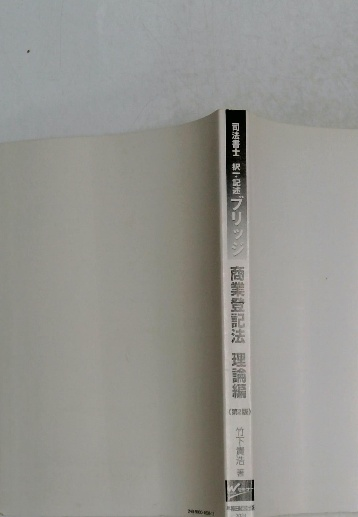 司法書士 択一・記述 ブリッジ
商業登記法 理論編
(第2版)
竹下貴浩 著
W